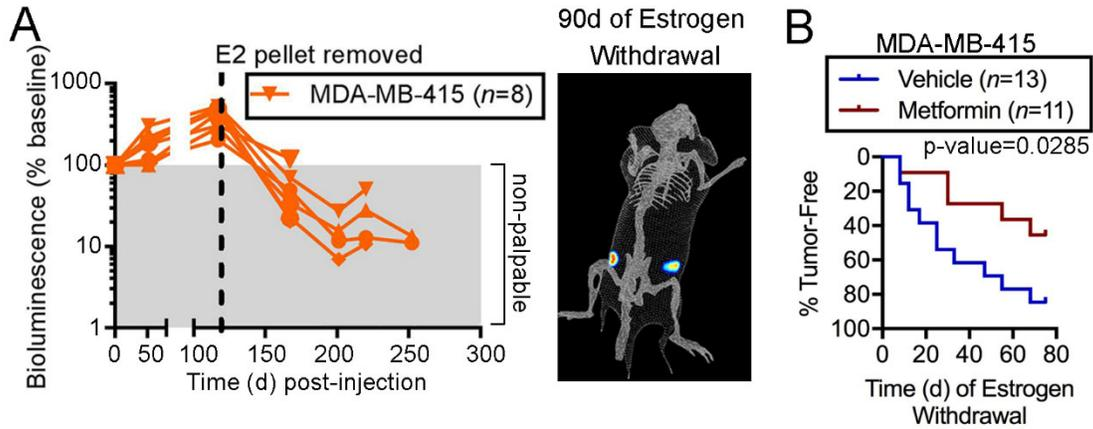 A
E2 pellet removed
MDA-MB-415 (n=8)
Bioluminescence (% baseline)
1000
100
10
1
non-palpable
0 50 100 150 200 250 300
Time (d) post-injection
90d of Estrogen
Withdrawal
B
MDA-MB-415
Vehicle (n=13)
Metformin (n=11)
p-value=0.0285
% Tumor-Free
0
20
40
60
80
100
0 20 40 60 80
Time (d) of Estrogen
Withdrawal